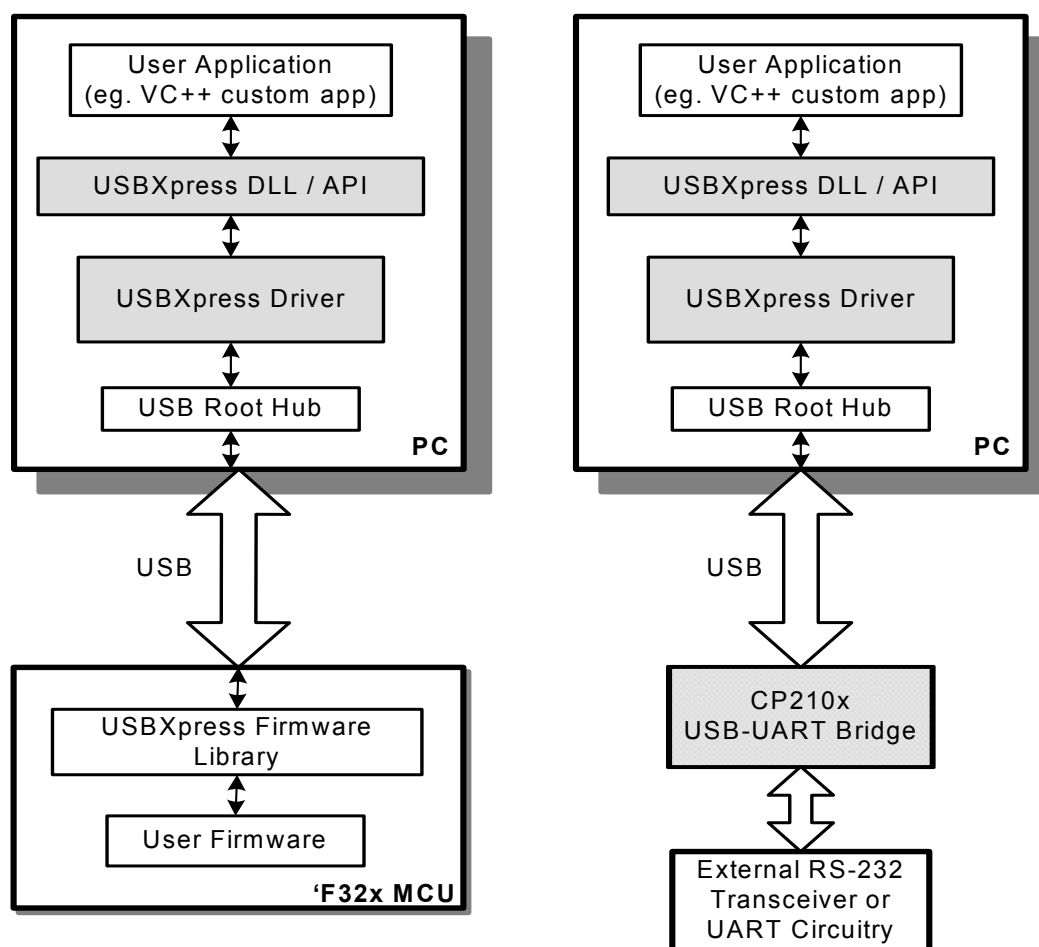 User Application
(eg. VC++ custom app)
USBXpress DLL / API
USBXpress Driver
USB Root Hub
PC
USB
USBXpress Firmware
Library
User Firmware
‘F32x MCU
User Application
(eg. VC++ custom app)
USBXpress DLL / API
USBXpress Driver
USB Root Hub
PC
USB
CP210x
USB-UART Bridge
External RS-232
Transceiver or
UART Circuitry